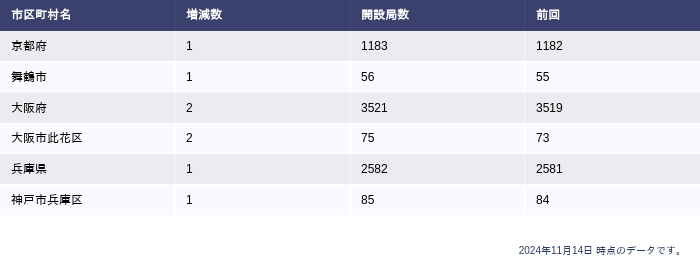 市区町村名 増減数 開設局数 前回
京都府 1 1183 1182
舞鶴市 1 56 55
大阪府 2 3521 3519
大阪市此花区 2 75 73
兵庫県 1 2582 2581
神戸市兵庫区 1 85 84
2024年11月14日 時点のデータです。